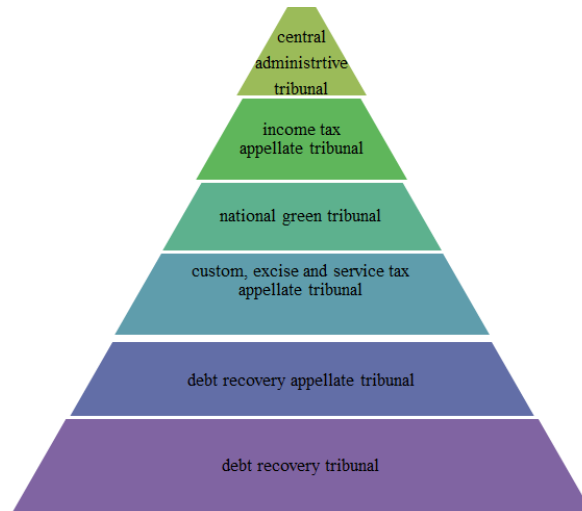 central
administrtive
tribunal
income tax
appellate tribunal
national green tribunal
custom, excise and service tax
appellate tribunal
debt recovery appellate tribunal
debt recovery tribunal